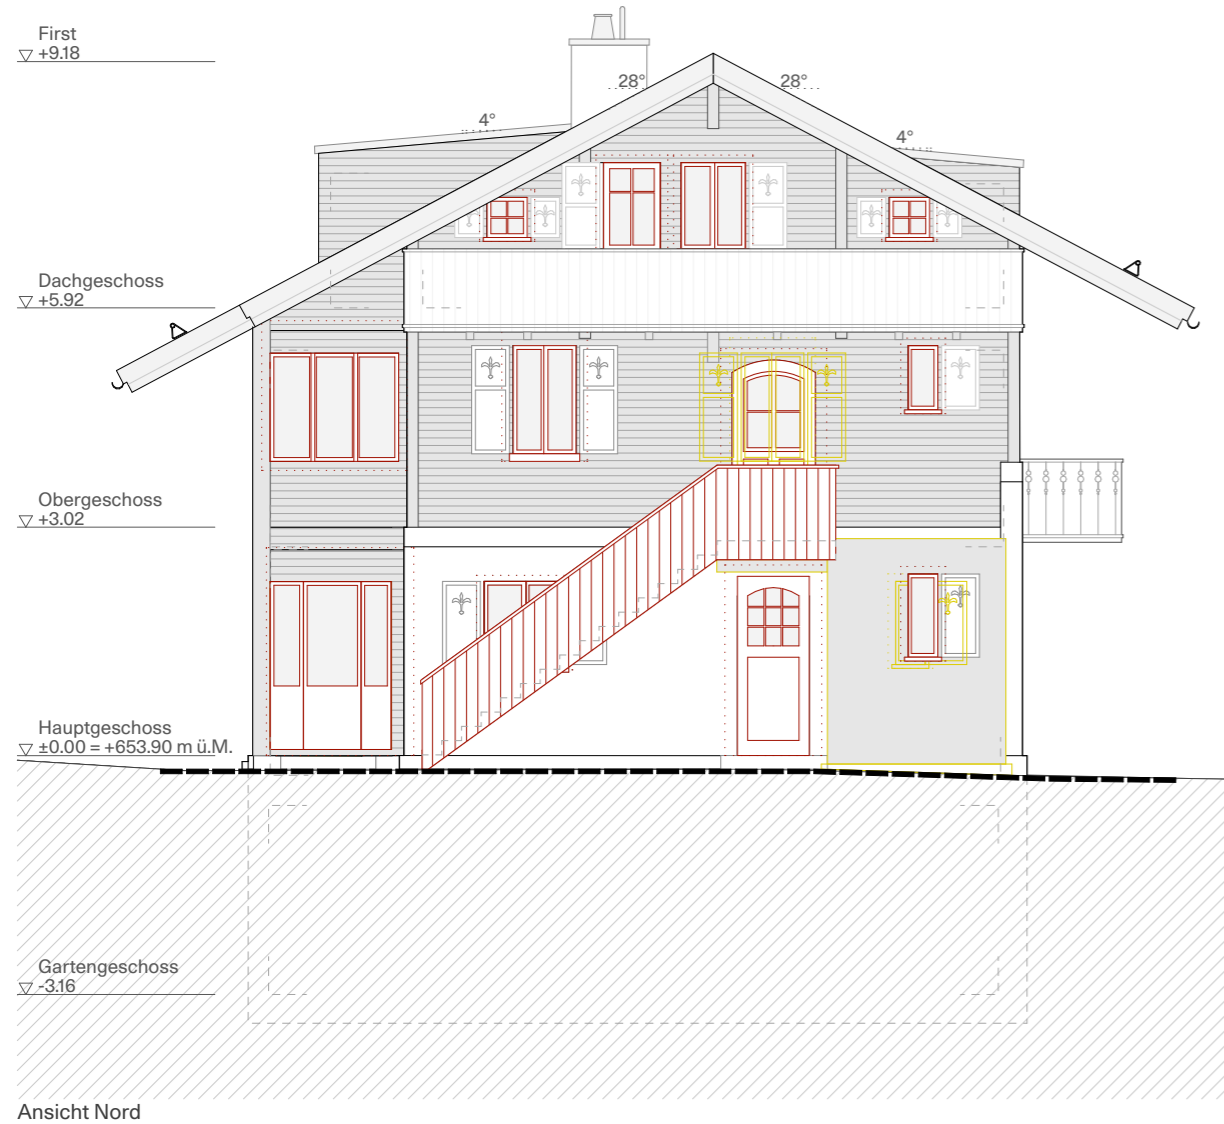 First
+9.18
28°
28°
4°
4°
Dachgeschoss
+5.92
Obergeschoss
+3.02
Hauptgeschoss
±0.00 = +653.90 m ü.M.
Gartengeschoss
-3.16
Ansicht Nord